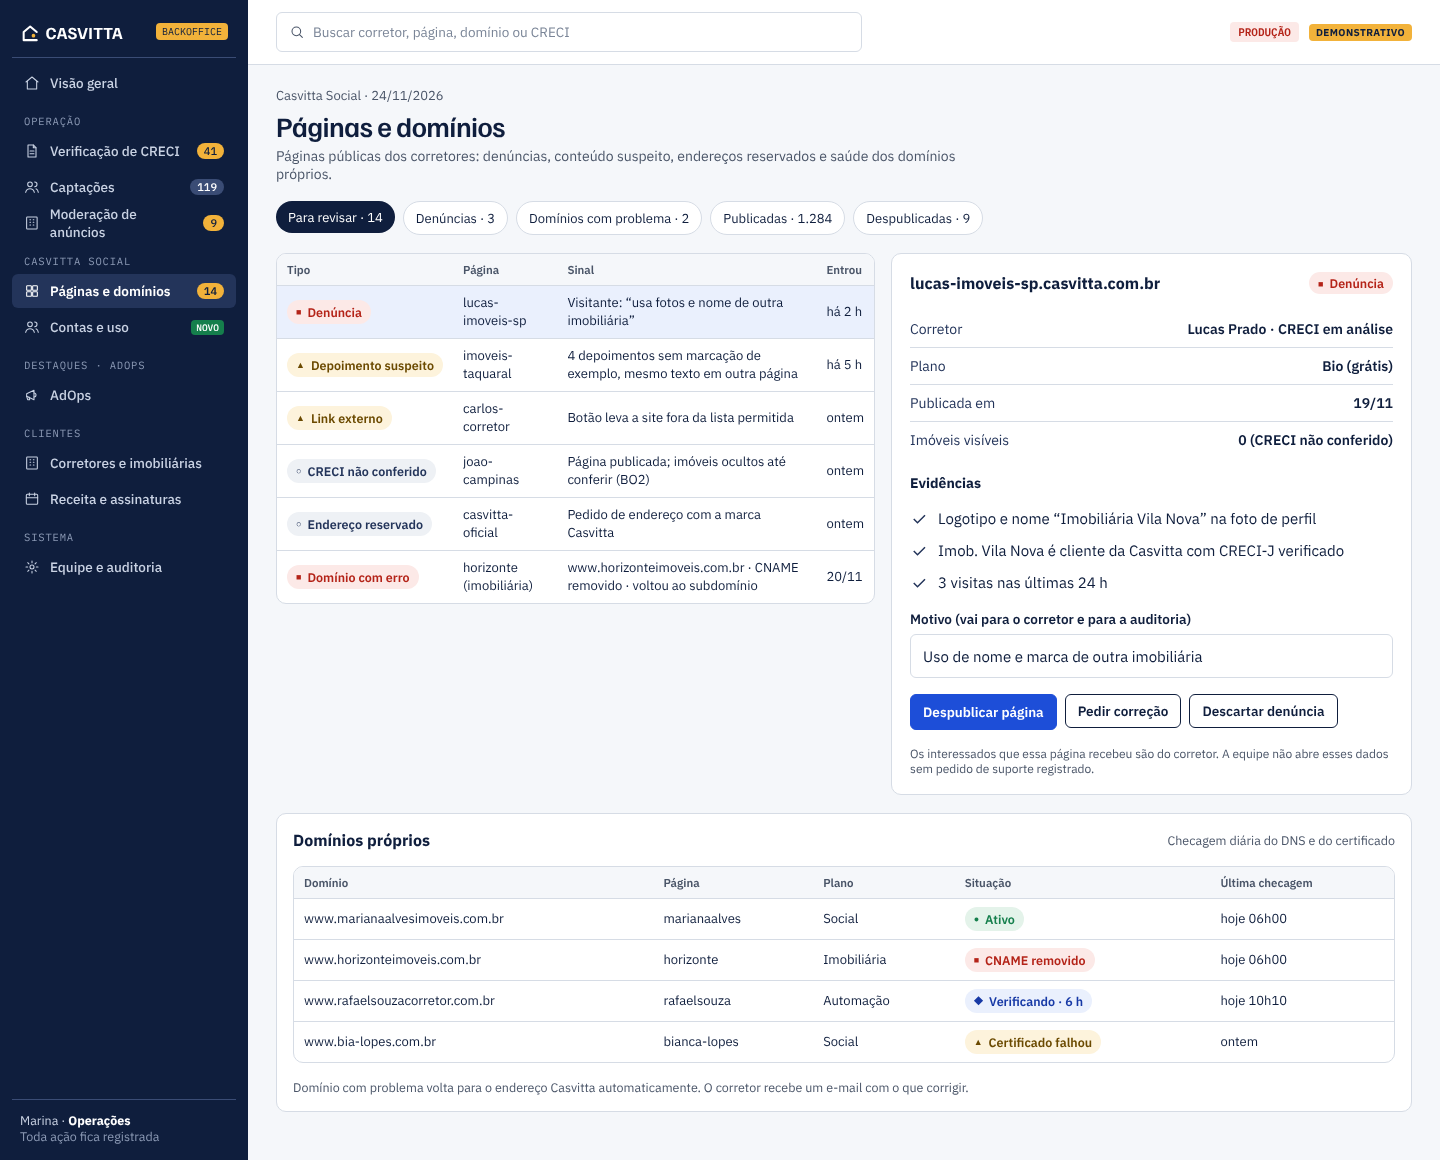 CASVITTA
BACKOFFICE
Visão geral
OPERAÇÃO
Verificação de CRECI 41
Captações 119
Moderação de
anúncios 9
CASVITTA SOCIAL
Páginas e domínios 14
Contas e uso NOVO
DESTAQUES · ADOPS
AdOps
CLIENTES
Corretores e imobiliárias
Receita e assinaturas
SISTEMA
Equipe e auditoria
Marina · Operações
Toda ação fica registrada
Buscar corretor, página, domínio ou CRECI
PRODUÇÃO DEMONSTRATIVO
Casvitta Social · 24/11/2026
Páginas e domínios
Páginas públicas dos corretores: denúncias, conteúdo suspeito, endereços reservados e saúde dos domínios
próprios.
Para revisar · 14 Denúncias · 3 Domínios com problema · 2 Publicadas · 1.284 Despublicadas · 9
Tipo Página Sinal Entrou
Denúncia
lucas-
imoveis-sp
Visitante: “usa fotos e nome de outra
imobiliária”
há 2 h
Depoimento suspeito
imoveis-
taquaral
4 depoimentos sem marcação de
exemplo, mesmo texto em outra página
há 5 h
Link externo
carlos-
corretor
Botão leva a site fora da lista permitida
ontem
CRECI não conferido
joao-
campinas
Página publicada; imóveis ocultos até
conferir (BO2)
ontem
Endereço reservado
casvitta-
oficial
Pedido de endereço com a marca
Casvitta
ontem
Domínio com erro
horizonte
(imobiliária)
www.horizonteimoveis.com.br · CNAME
removido · voltou ao subdomínio
20/11
lucas-imoveis-sp.casvitta.com.br Denúncia
Corretor Lucas Prado · CRECI em análise
Plano Bio (grátis)
Publicada em 19/11
Imóveis visíveis 0 (CRECI não conferido)
Evidências
Logotipo e nome “Imobiliária Vila Nova” na foto de perfil
Imob. Vila Nova é cliente da Casvitta com CRECI-J verificado
3 visitas nas últimas 24 h
Motivo (vai para o corretor e para a auditoria)
Uso de nome e marca de outra imobiliária
Despublicar página Pedir correção Descartar denúncia
Os interessados que essa página recebeu são do corretor. A equipe não abre esses dados
sem pedido de suporte registrado.
Domínios próprios Checagem diária do DNS e do certificado
Domínio Página Plano Situação Última checagem
www.marianaalvesimoveis.com.br marianaalves Social Ativo hoje 06h00
www.horizonteimoveis.com.br horizonte Imobiliária CNAME removido hoje 06h00
www.rafaelsouzacorretor.com.br rafaelsouza Automação Verificando · 6 h hoje 10h10
www.bia-lopes.com.br bianca-lopes Social Certificado falhou ontem
Domínio com problema volta para o endereço Casvitta automaticamente. O corretor recebe um e-mail com o que corrigir.